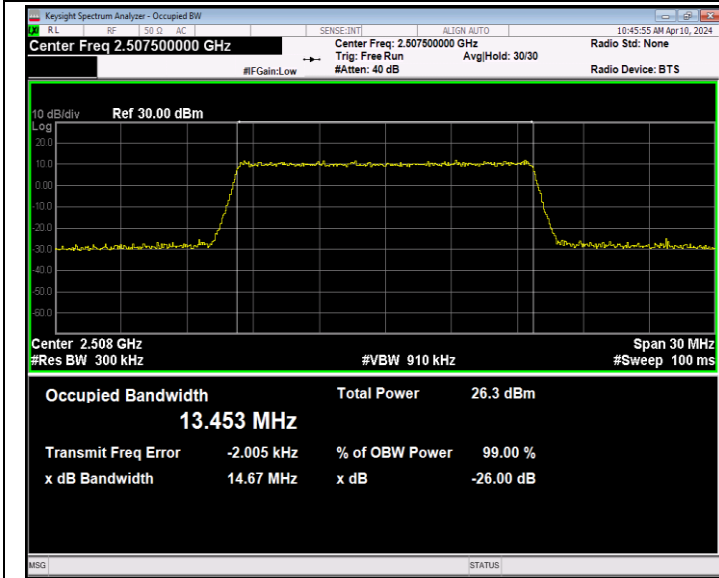 Keysight Spectrum Analyzer - Occupied BW
LXI RL RF 50 Ω AC SENSE:INT ALIGN AUTO 10:45:55 AM Apr 10, 2024
Center Freq 2.507500000 GHz
Center Freq: 2.507500000 GHz
Radio Std: None
Trig: Free Run Avg|Hold: 30/30
#IFGain:Low #Atten: 40 dB Radio Device: BTS
10 dB/div Ref 30.00 dBm
Log
20.0
10.0
0.00
-10.0
-20.0
-30.0
-40.0
-50.0
-60.0
Center 2.508 GHz Span 30 MHz
#Res BW 300 kHz #VBW 910 kHz #Sweep 100 ms
Occupied Bandwidth Total Power 26.3 dBm
13.453 MHz
Transmit Freq Error -2.005 kHz % of OBW Power 99.00 %
x dB Bandwidth 14.67 MHz x dB -26.00 dB
MSG STATUS